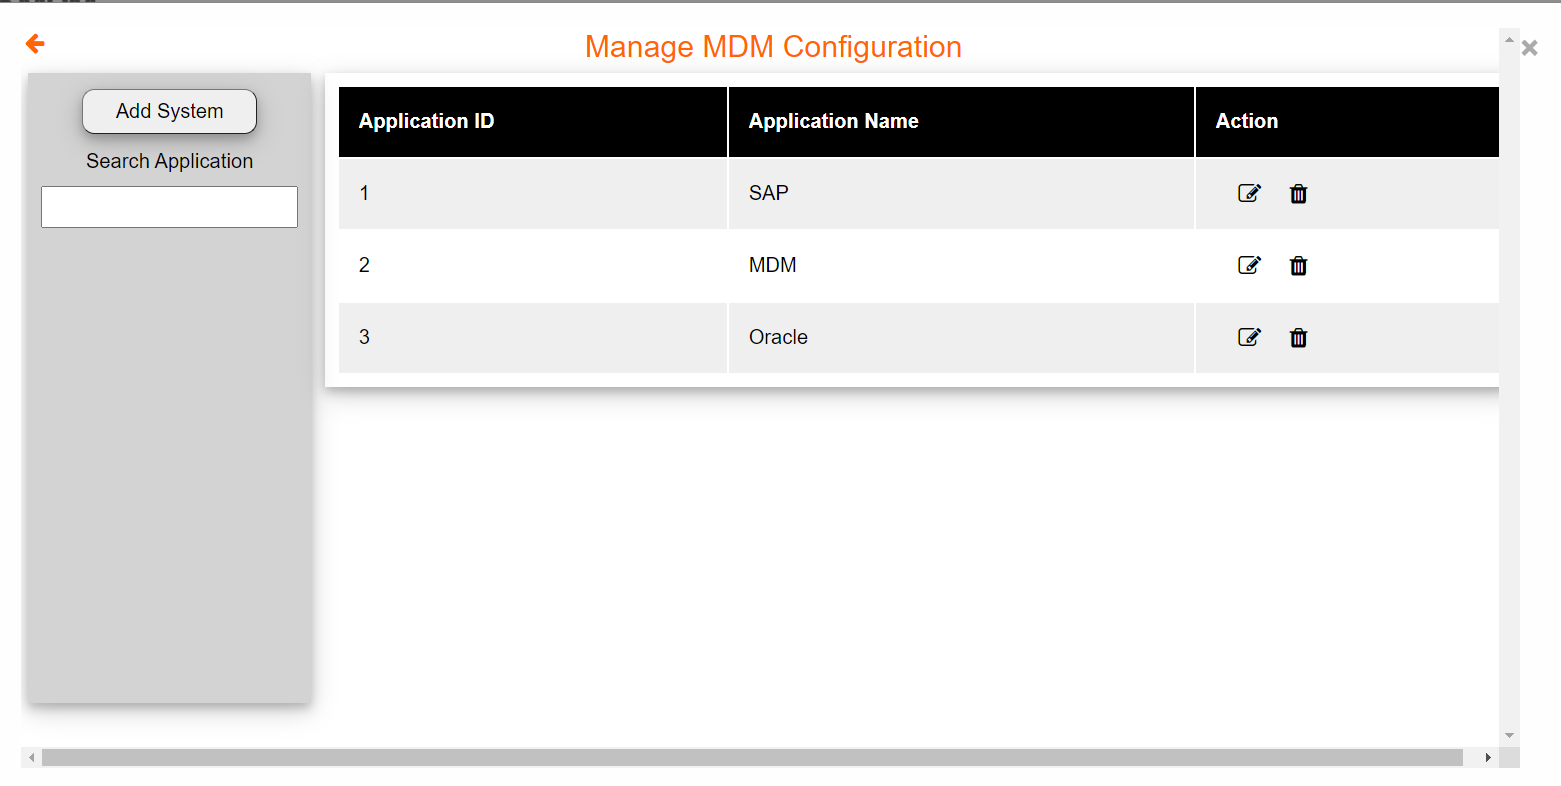 Manage MDM Configuration
Add System
Search Application
Application ID Application Name Action
1 SAP
2 MDM
3 Oracle